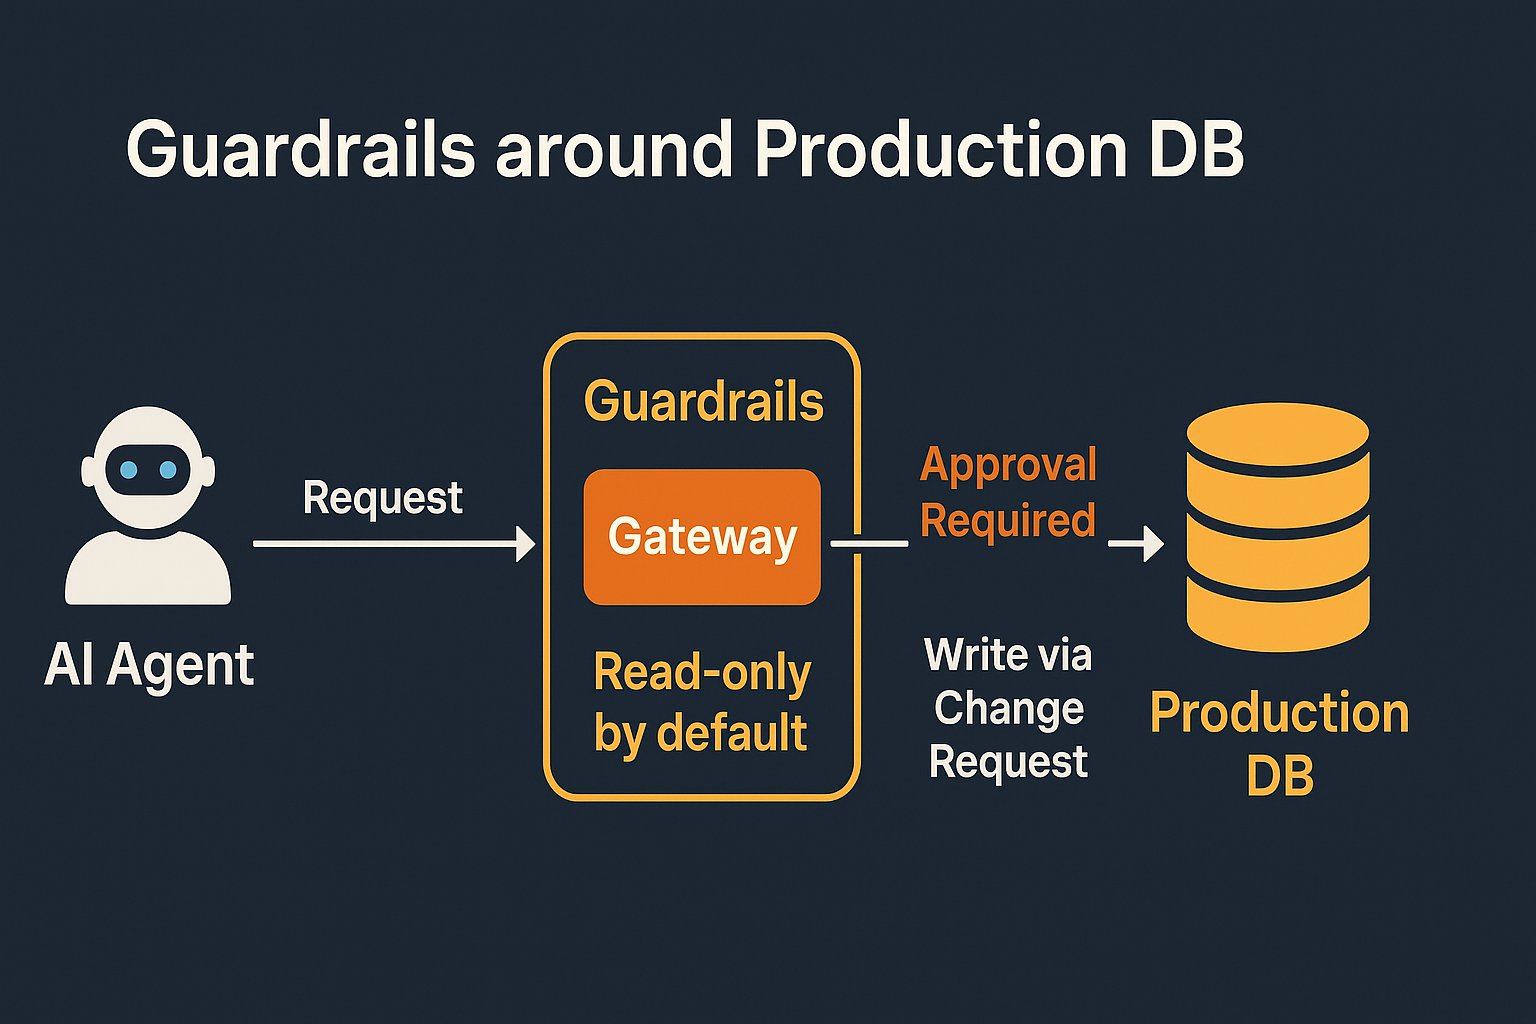 Guardrails around Production DB
AI Agent
Request
Guardrails
Gateway
Read-only
by default
Approval
Required
Write via
Change
Request
Production
DB